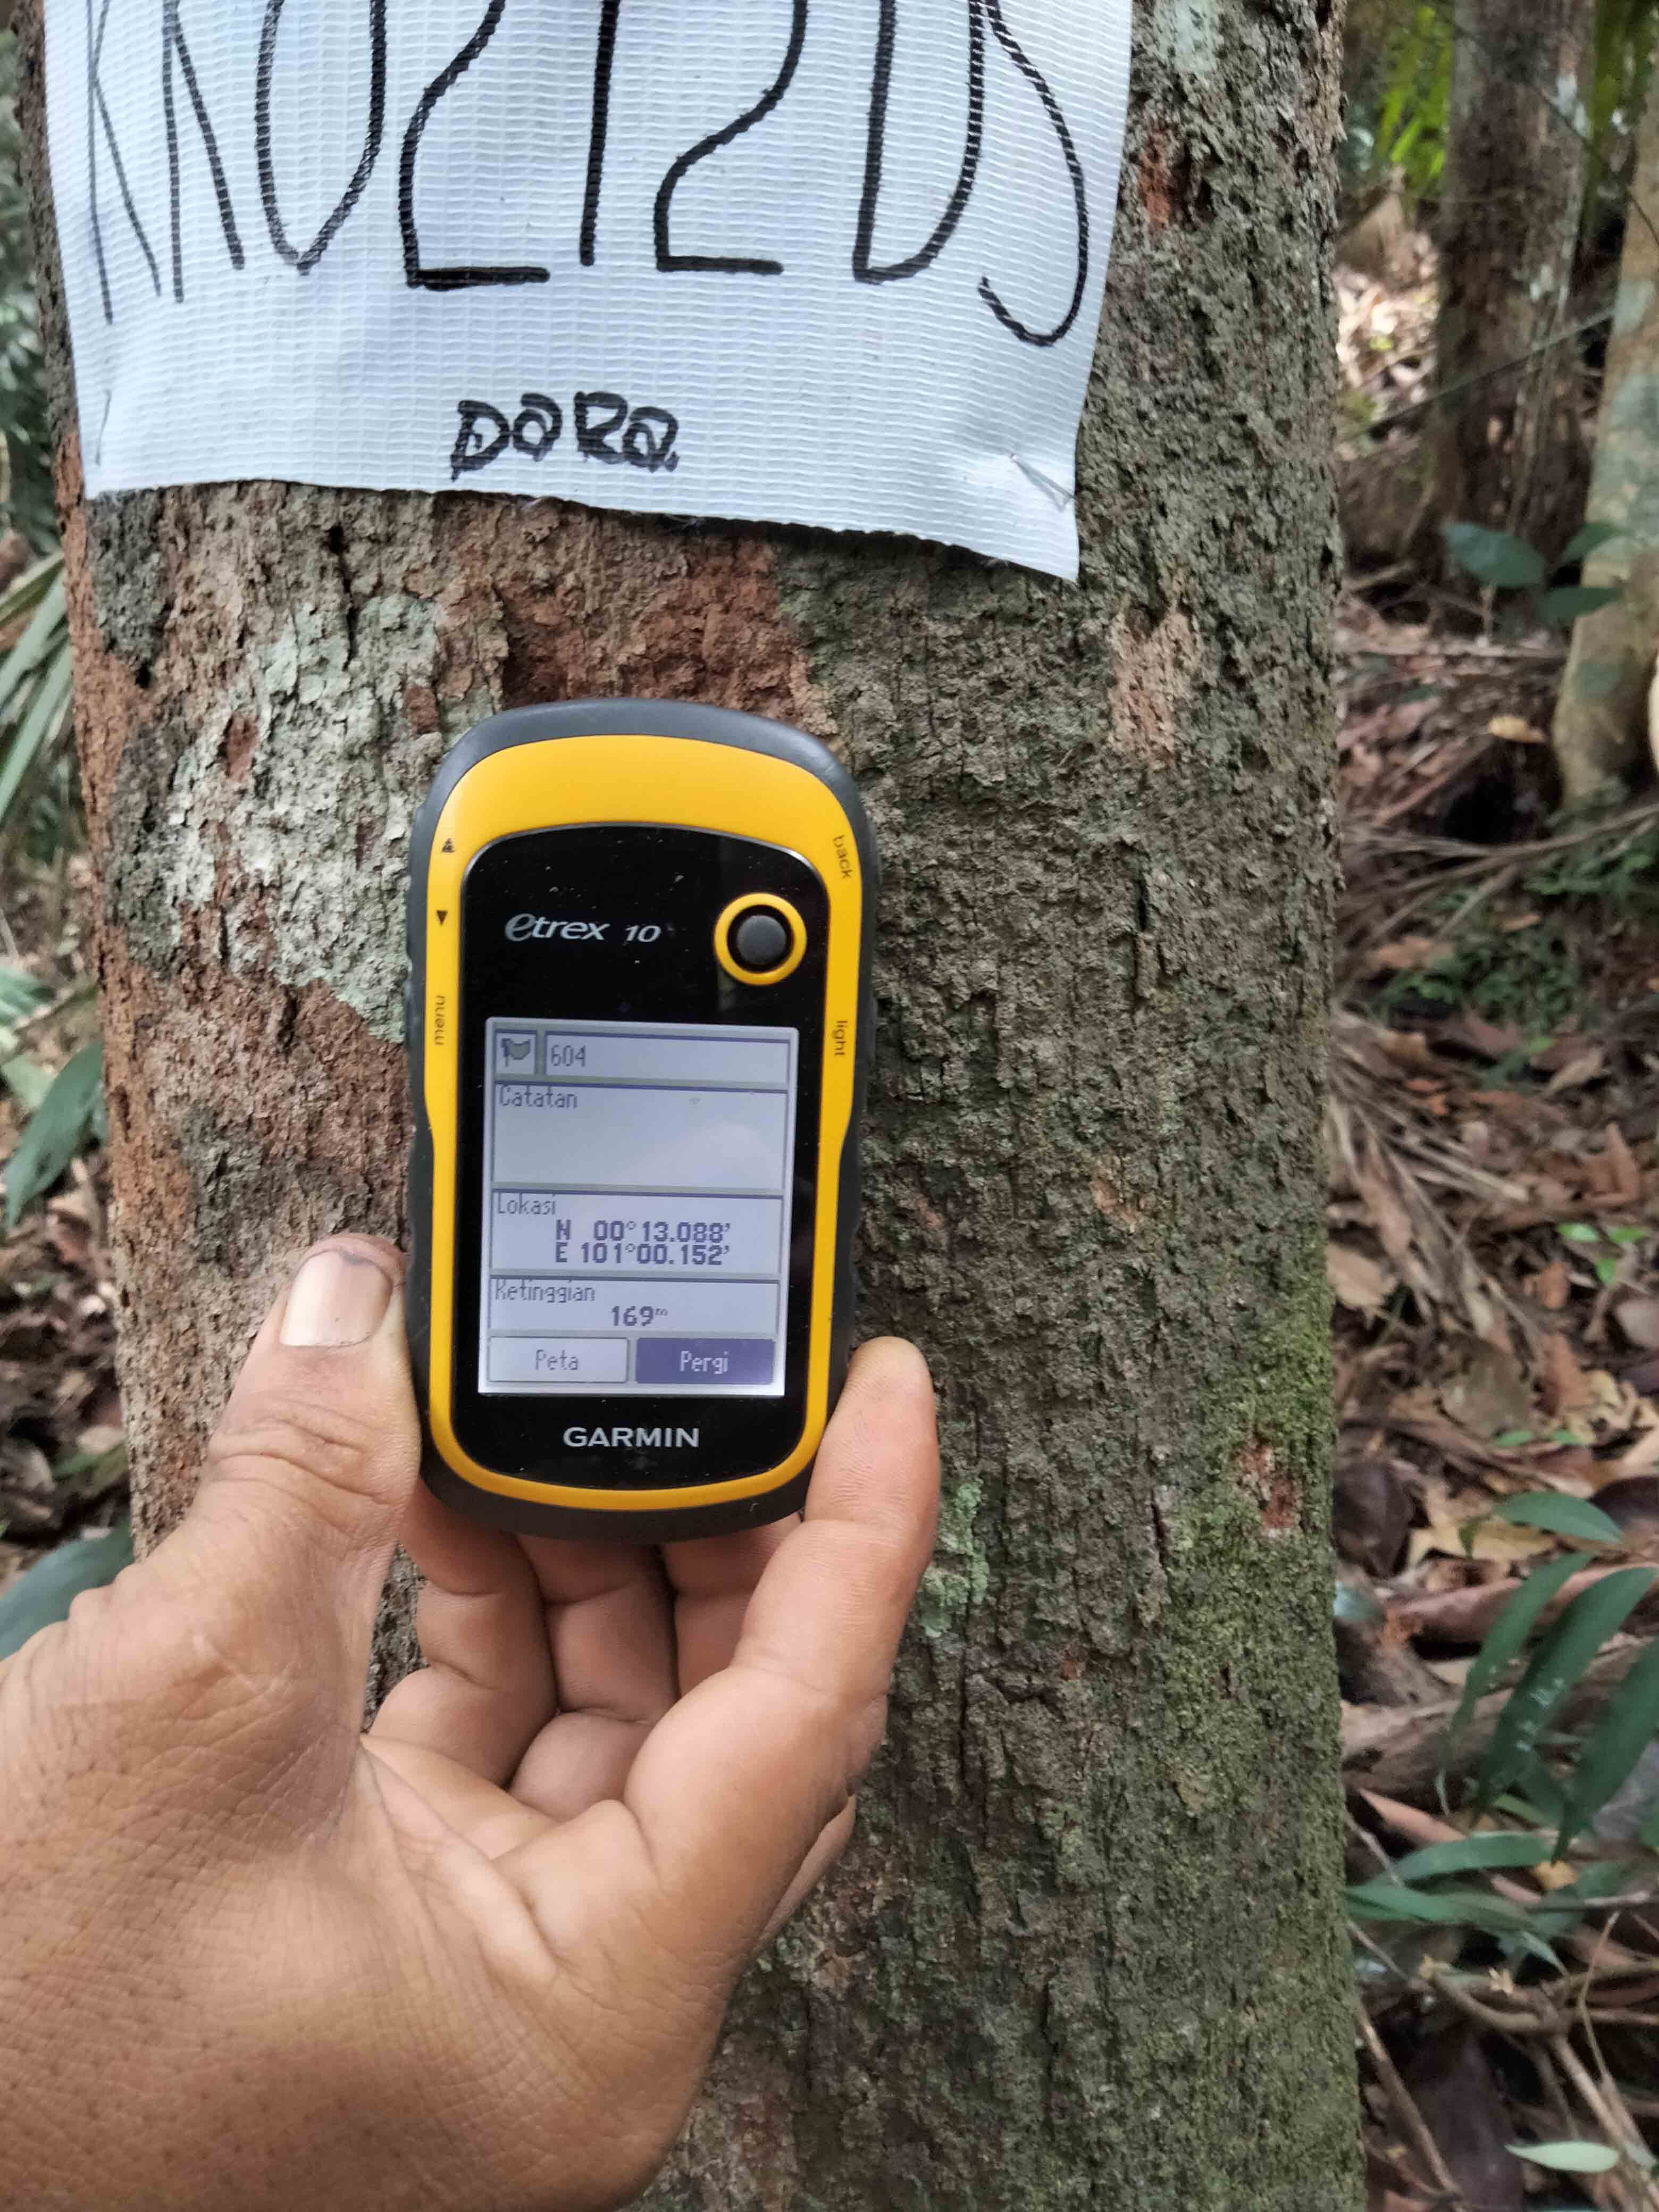 DARA
back
etrex 10
menu
light
604
Catatan
Lokasi
N 00°13.088'
E 101°00.152'
Ketinggian
169m
Peta Pergi
GARMIN